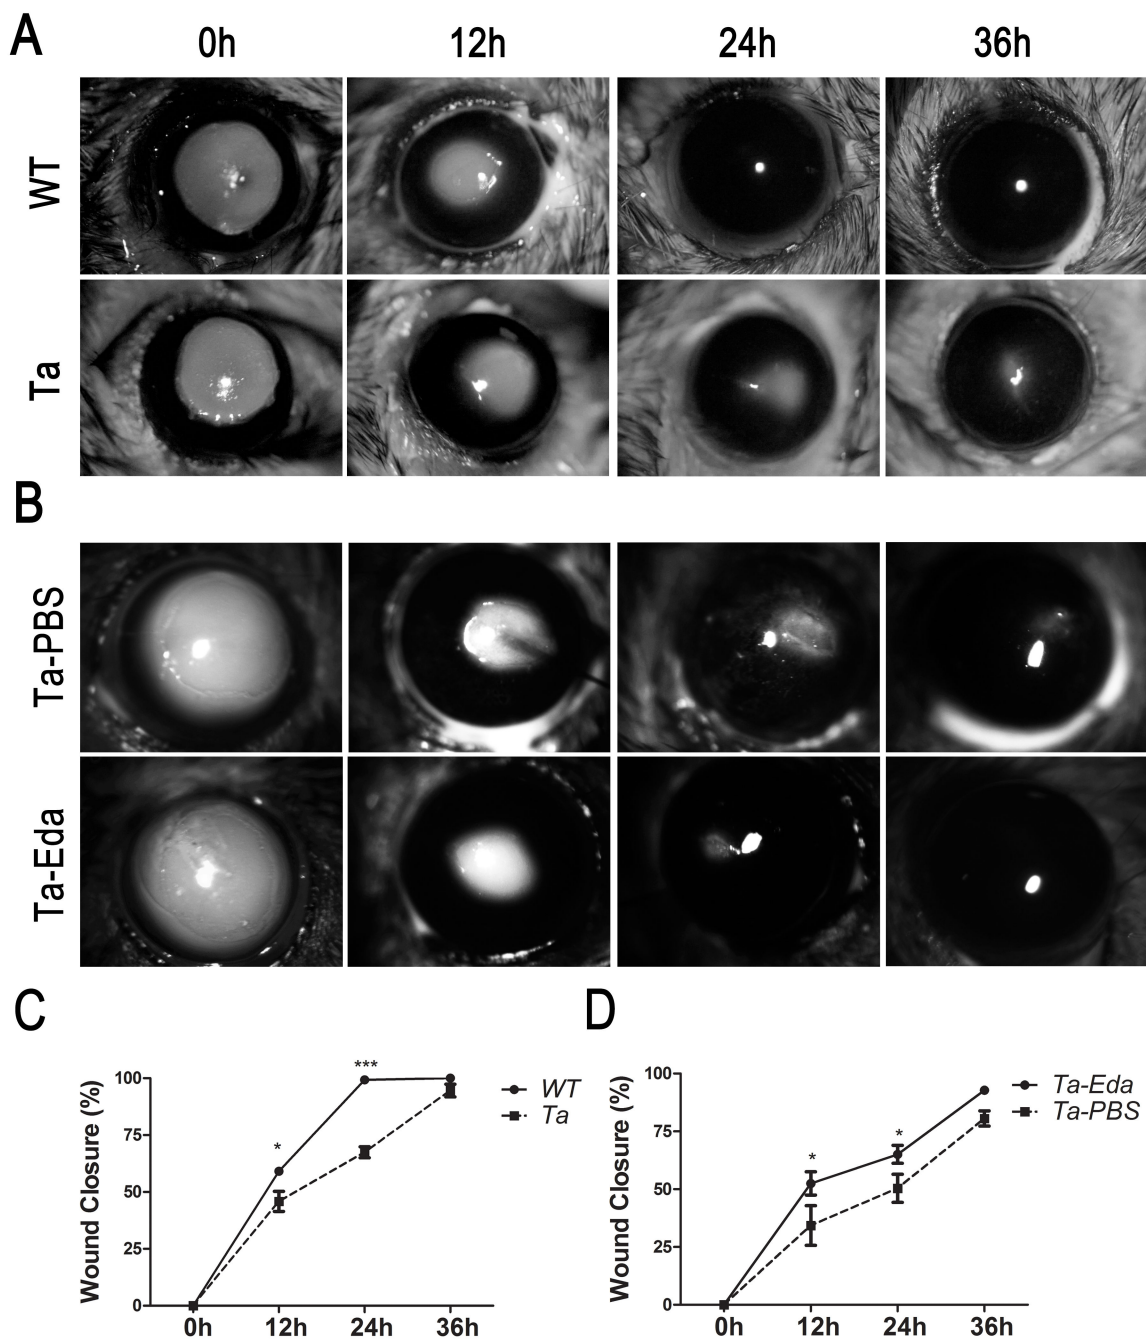 A
0h 12h 24h 36h
WT
Ta
B
Ta-PBS
Ta-Eda
C
Wound Closure (%)
100
75
50
25
0
0h 12h 24h 36h
*
***
WT
Ta
D
Wound Closure (%)
100
75
50
25
0
0h 12h 24h 36h
*
*
Ta-Eda
Ta-PBS